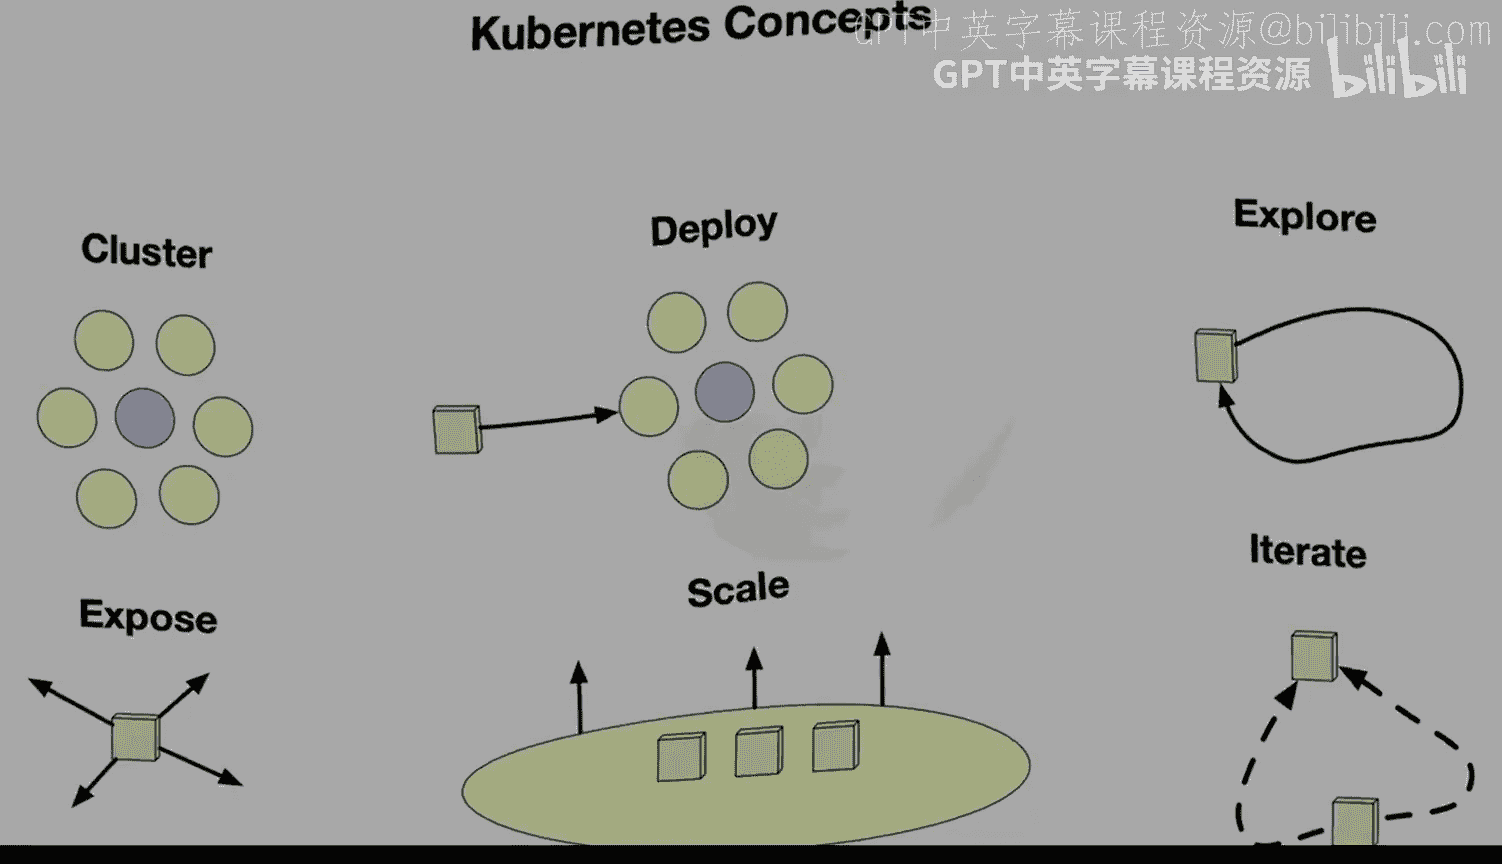 Kubernetes Concepts
GPT中英字幕课程资源@bilibili.com
GPT中英字幕课程资源 bilibili
Cluster
Deploy
Explore
Expose
Scale
Iterate